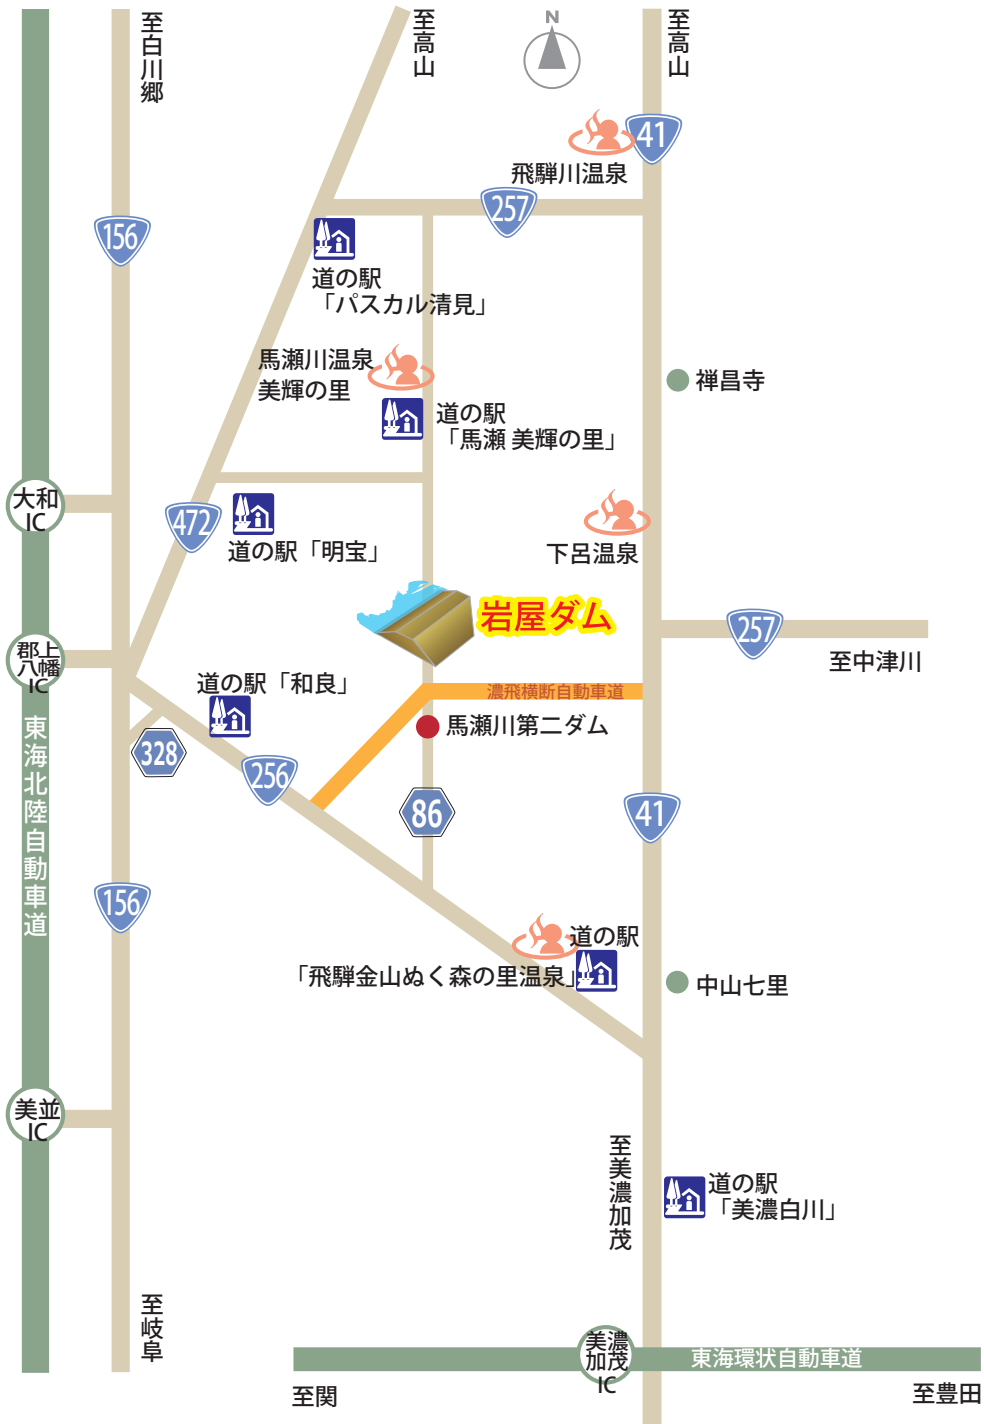 至白川郷
至高山
N
至高山
41
飛騨川温泉
257
156
道の駅
「パスカル清見」
馬瀬川温泉
美輝の里
禅昌寺
道の駅
「馬瀬 美輝の里」
大和
IC
472
道の駅「明宝」
下呂温泉
岩屋ダム
257
至中津川
郡上
八幡
IC
道の駅「和良」
濃飛横断自動車道
馬瀬川第二ダム
東海北陸自動車道
328
256
86
41
156
道の駅
「飛騨金山ぬく森の里温泉」
中山七里
美並
IC
至美濃加茂
道の駅
「美濃白川」
至岐阜
美濃
加茂
IC
東海環状自動車道
至関
至豊田